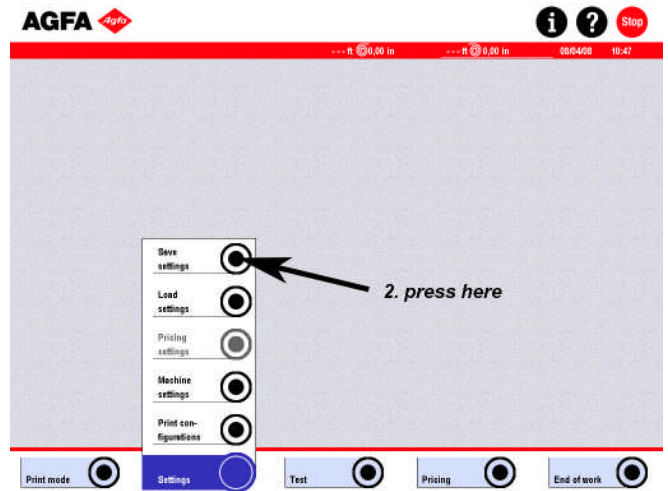 AGFA Agfa
i ? Stop
- - - ft 0,00 in - - - ft 0,00 in 08/04/08 10:47
Save
settings
2. press here
Load
settings
Pricing
settings
Machine
settings
Print con-
figurations
Print mode Settings Test Pricing End of work